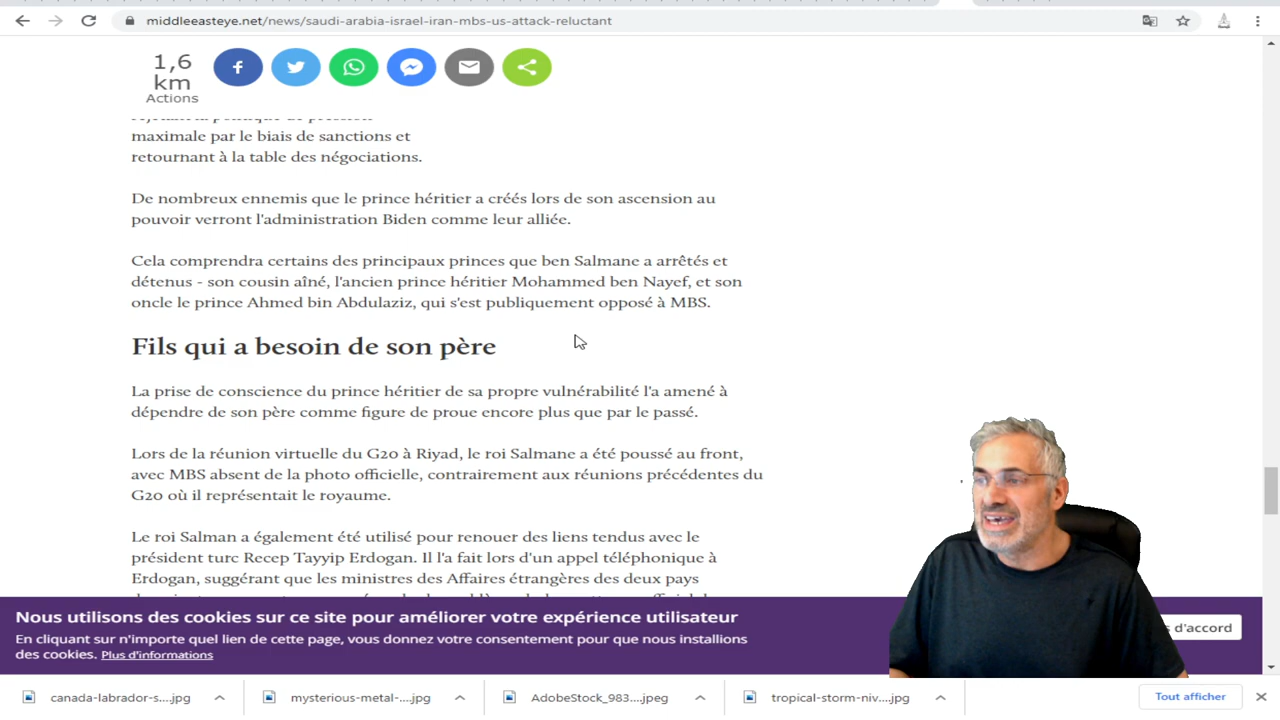 middleeasteye.net/news/saudi-arabia-israel-iran-mbs-us-attack-reluctant
1,6
km
Actions
maximale par le biais de sanctions et
retournant à la table des négociations.
De nombreux ennemis que le prince héritier a créés lors de son ascension au
pouvoir verront l'administration Biden comme leur alliée.
Cela comprendra certains des principaux princes que ben Salmane a arrêtés et
détenus - son cousin aîné, l'ancien prince héritier Mohammed ben Nayef, et son
oncle le prince Ahmed bin Abdulaziz, qui s'est publiquement opposé à MBS.
Fils qui a besoin de son père
La prise de conscience du prince héritier de sa propre vulnérabilité l'a amené à
dépendre de son père comme figure de proue encore plus que par le passé.
Lors de la réunion virtuelle du G20 à Riyad, le roi Salmane a été poussé au front,
avec MBS absent de la photo officielle, contrairement aux réunions précédentes du
G20 où il représentait le royaume.
Le roi Salman a également été utilisé pour renouer des liens tendus avec le
président turc Recep Tayyip Erdogan. Il l'a fait lors d'un appel téléphonique à
Erdogan, suggérant que les ministres des Affaires étrangères des deux pays
Nous utilisons des cookies sur ce site pour améliorer votre expérience utilisateur
En cliquant sur n'importe quel lien de cette page, vous donnez votre consentement pour que nous installions
des cookies. Plus d'informations
d'accord
canada-labrador-s....jpg
mysterious-metal-....jpg
AdobeStock_983....jpeg
tropical-storm-niv....jpg
Tout afficher